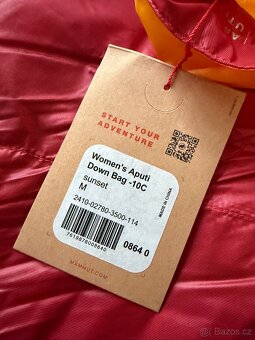 START YOUR
ADVENTURE
Women's Aputi
Down Bag -10C
sunset
M
2410-02780-3500-114
0864 0
MADE IN CHINA
MAMMUT.COM
Bazoš.cz